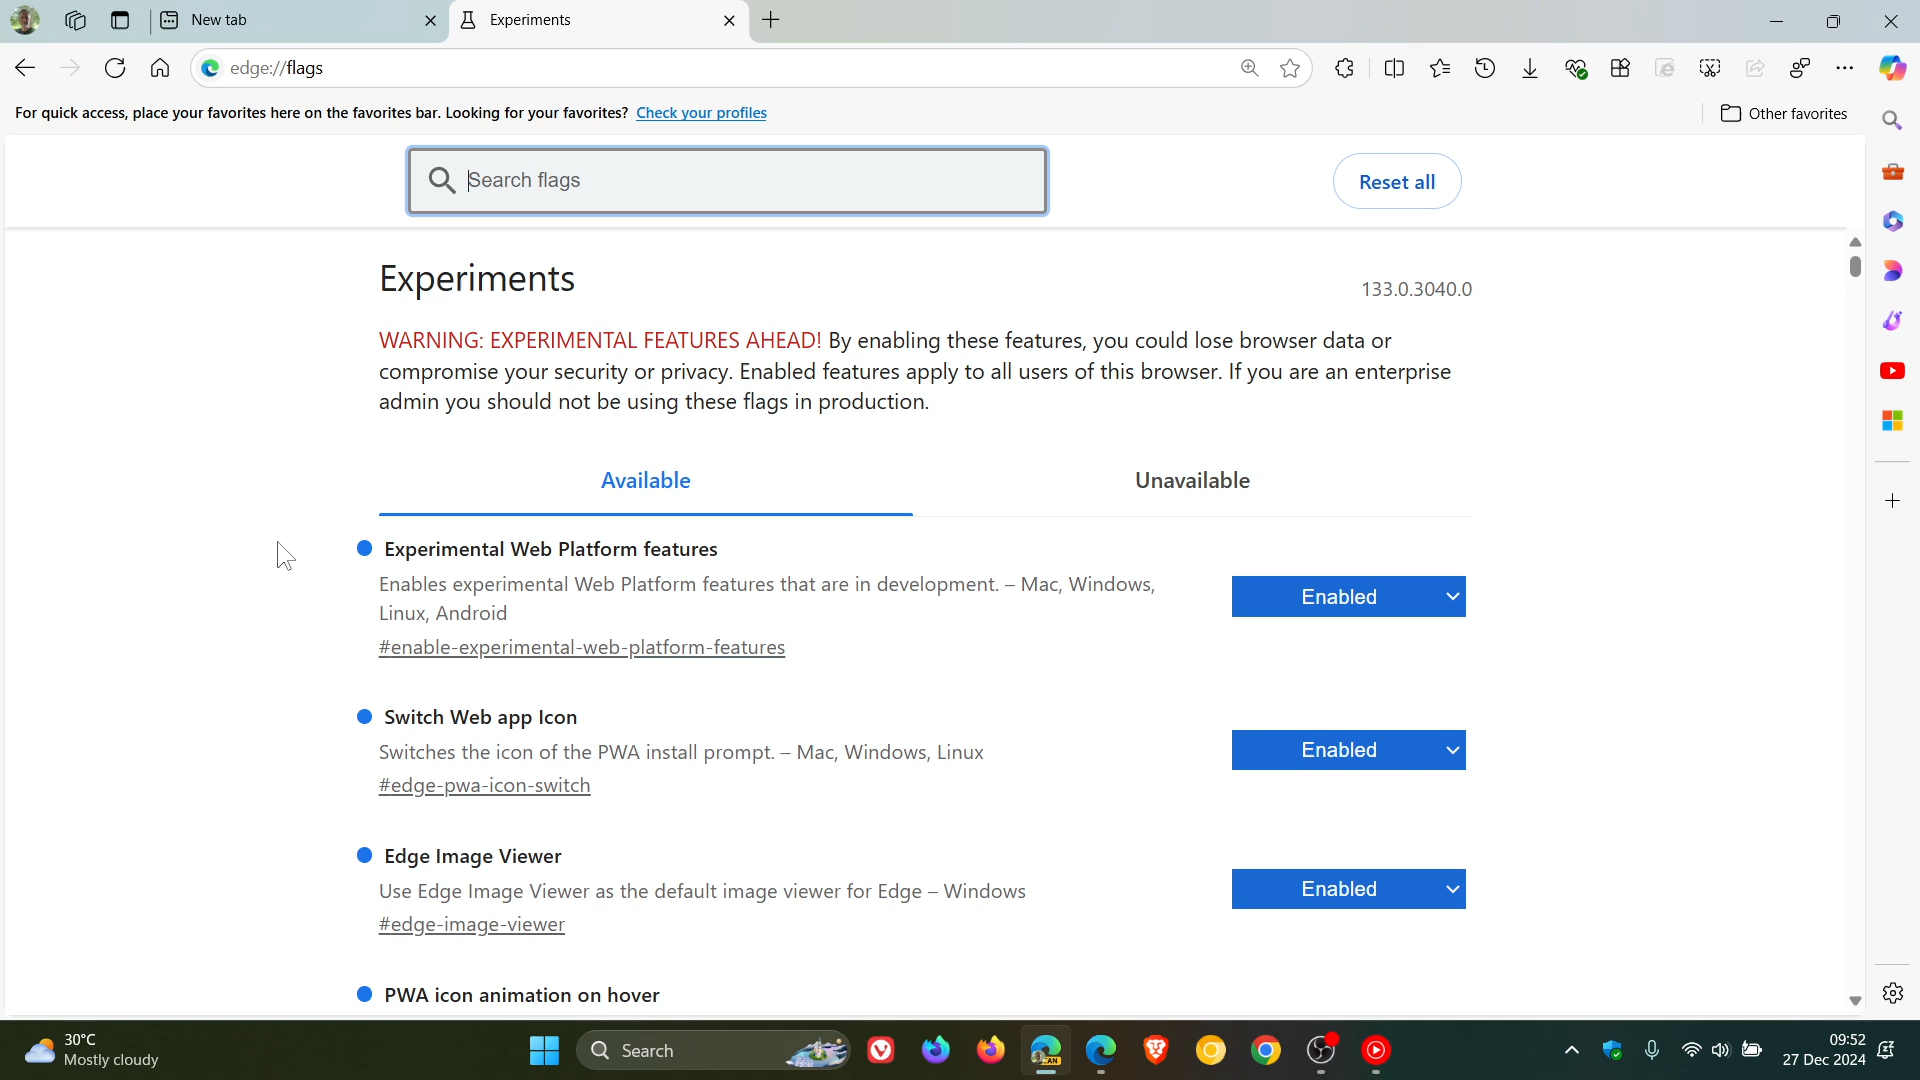 New tab
Experiments
edge://flags
For quick access, place your favorites here on the favorites bar. Looking for your favorites? Check your profiles
Other favorites
Search flags
Reset all
Experiments
133.0.3040.0
WARNING: EXPERIMENTAL FEATURES AHEAD! By enabling these features, you could lose browser data or
compromise your security or privacy. Enabled features apply to all users of this browser. If you are an enterprise
admin you should not be using these flags in production.
Available
Unavailable
Experimental Web Platform features
Enables experimental Web Platform features that are in development. – Mac, Windows,
Linux, Android
#enable-experimental-web-platform-features
Enabled
Switch Web app Icon
Switches the icon of the PWA install prompt. – Mac, Windows, Linux
#edge-pwa-icon-switch
Enabled
Edge Image Viewer
Use Edge Image Viewer as the default image viewer for Edge – Windows
#edge-image-viewer
Enabled
PWA icon animation on hover
30°C
Mostly cloudy
Search
CAN
09:52
27 Dec 2024